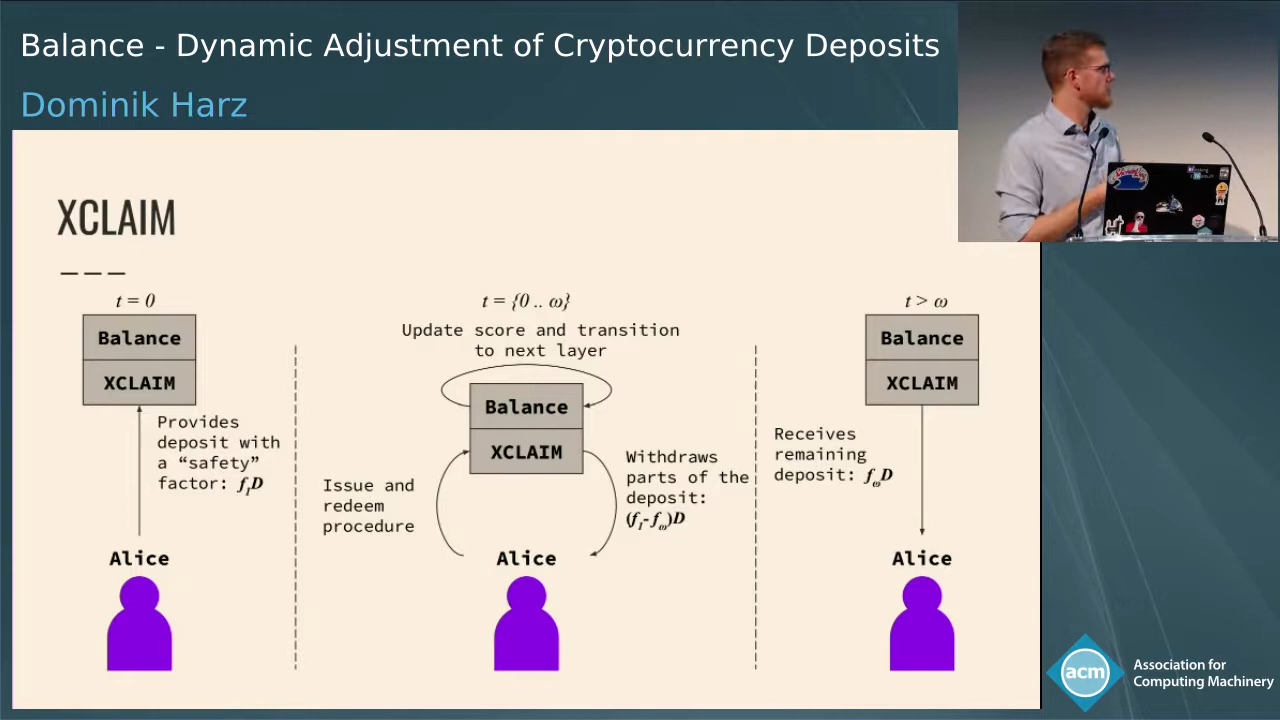 Balance - Dynamic Adjustment of Cryptocurrency Deposits
Dominik Harz
XCLAIM
t = 0
Balance
XCLAIM
Provides
deposit with
a “safety”
factor: f₁D
Alice
t = {0 .. ω}
Update score and transition
to next layer
Balance
XCLAIM
Issue and
redeem
procedure
Withdraws
parts of the
deposit:
(f₁-fω)D
Alice
t > ω
Balance
XCLAIM
Receives
remaining
deposit: fωD
Alice
acm
Association for
Computing Machinery